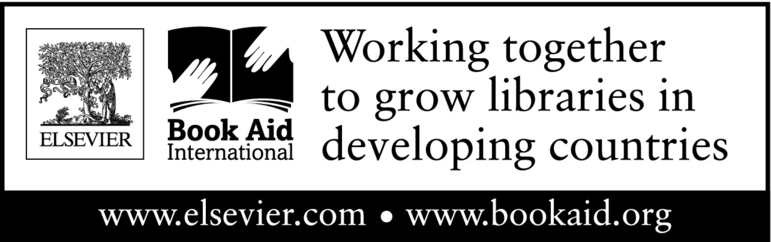 ELSEVIER
Book Aid
International
Working together
to grow libraries in
developing countries
www.elsevier.com • www.bookaid.org